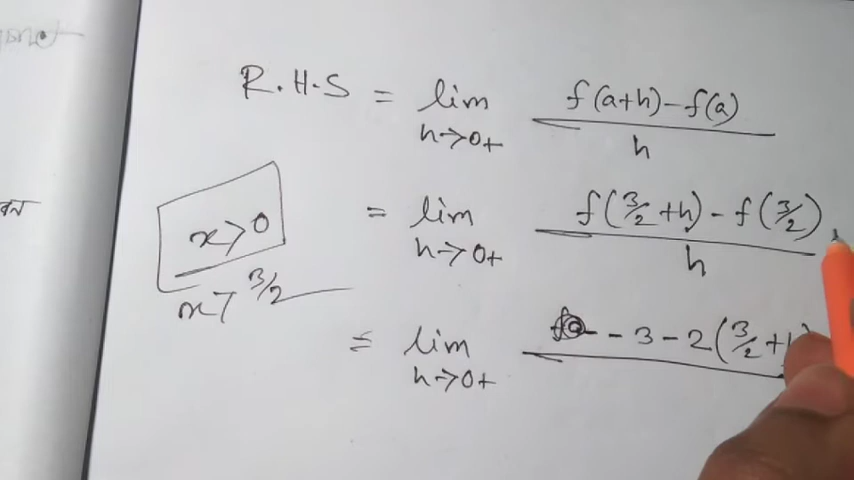 R.H.S = lim h→0+ f(a+h) - f(a) / h
= lim h→0+ f(3/2 + h) - f(3/2) / h
x > 0
x > 3/2
= lim h→0+ - 3 - 2(3/2 +